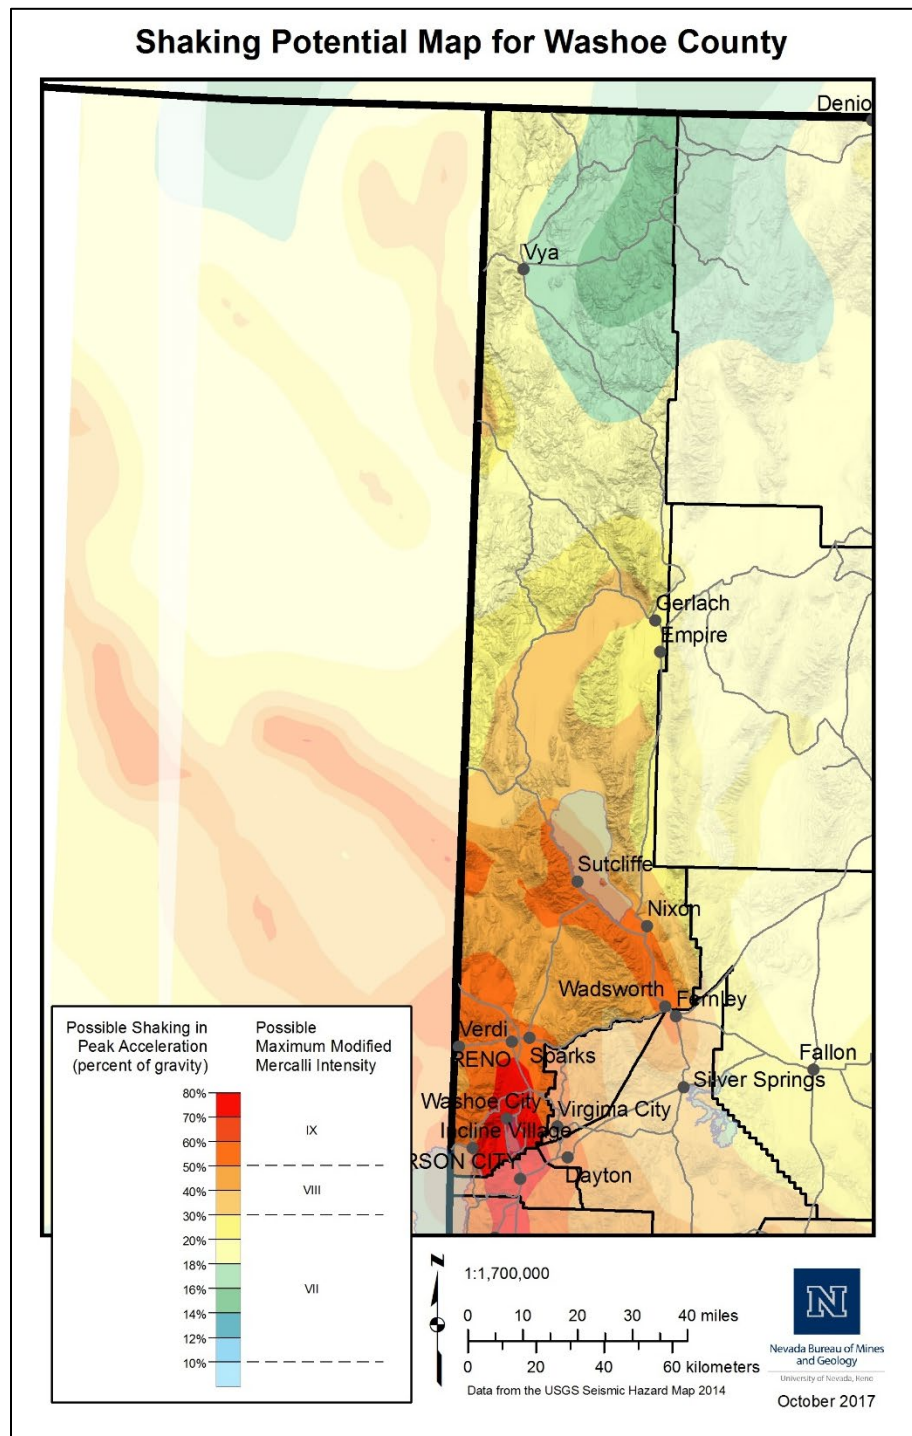 Shaking Potential Map for Washoe County
Denio
Vya
Gerlach
Empire
Sutcliffe
Nixon
Wadsworth
Fernley
Verdi
RENO
Sparks
Fallon
Silver Springs
Washoe City
Virginia City
Incline Village
RSON CITY
Dayton
Possible Shaking in
Peak Acceleration
(percent of gravity)
Possible
Maximum Modified
Mercalli Intensity
80%
70%
60%
50%
40%
30%
20%
18%
16%
14%
12%
10%
IX
VIII
VII
N
1:1,700,000
0 10 20 30 40 miles
0 20 40 60 kilometers
Data from the USGS Seismic Hazard Map 2014
N
Nevada Bureau of Mines
and Geology
University of Nevada, Reno
October 2017